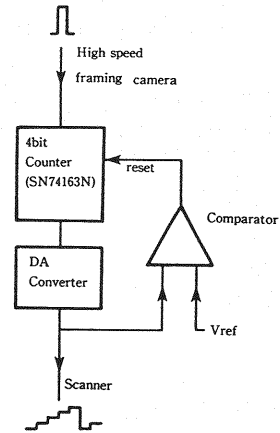 High speed
framing camera
4bit
Counter
(SN74163N)
reset
Comparator
DA
Converter
Vref
Scanner